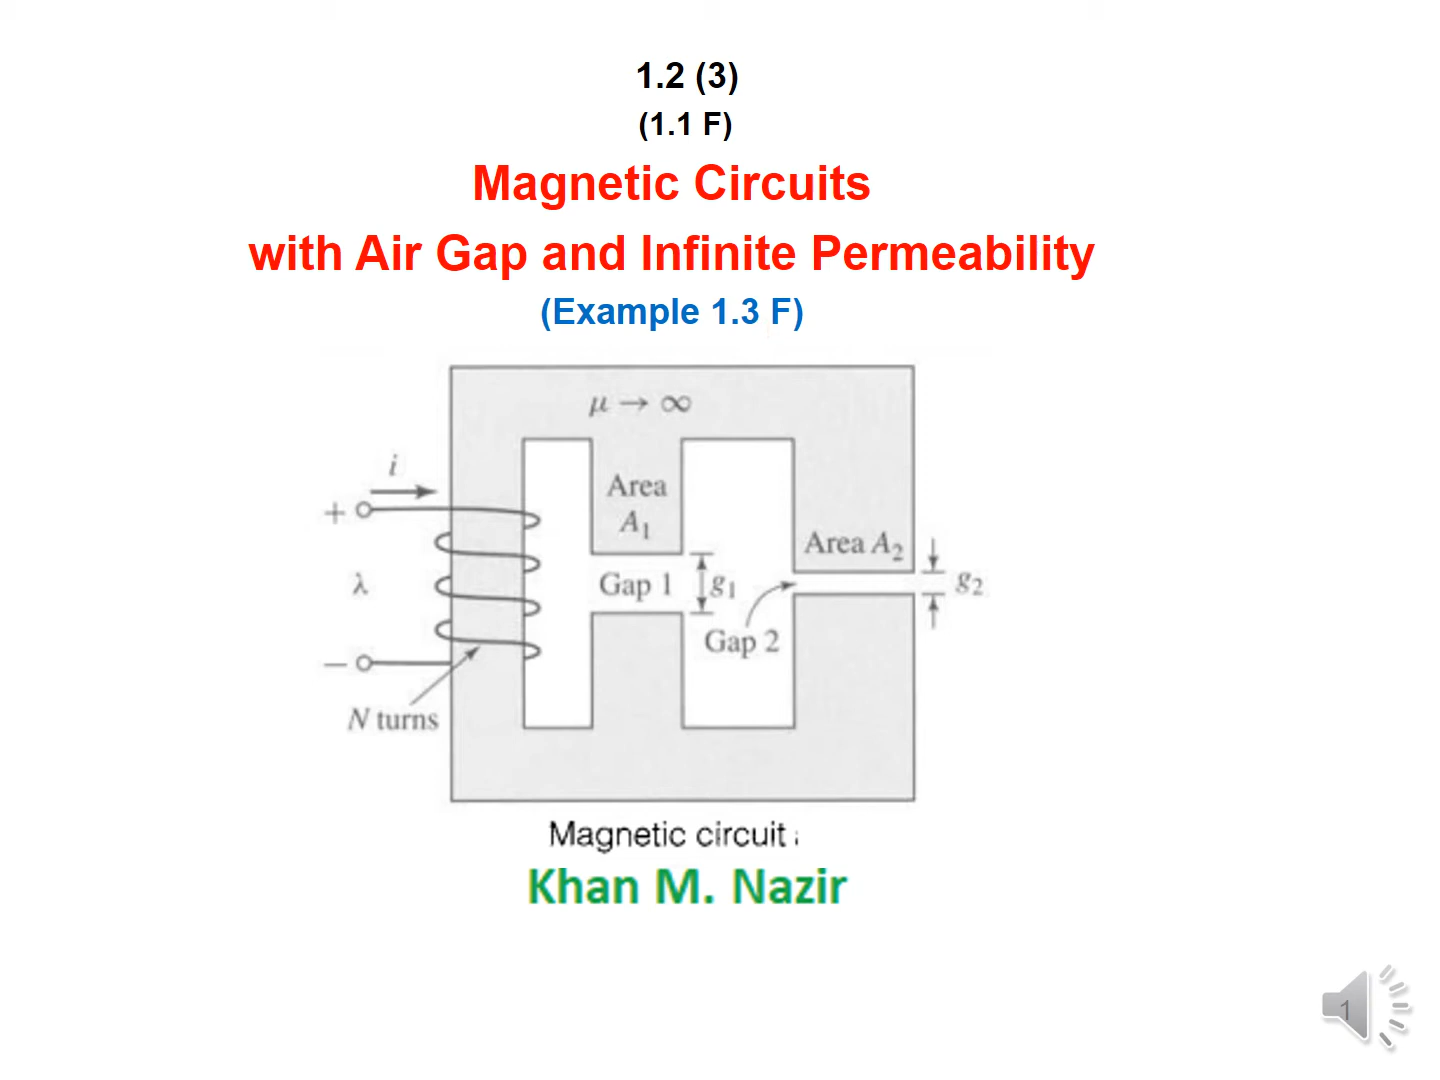 1.2 (3)
(1.1 F)
Magnetic Circuits
with Air Gap and Infinite Permeability
(Example 1.3 F)
μ → ∞
i
Area
A₁
+
Area A₂
λ
Gap 1
g₁
g₂
Gap 2
−
N turns
Magnetic circuit
Khan M. Nazir
1